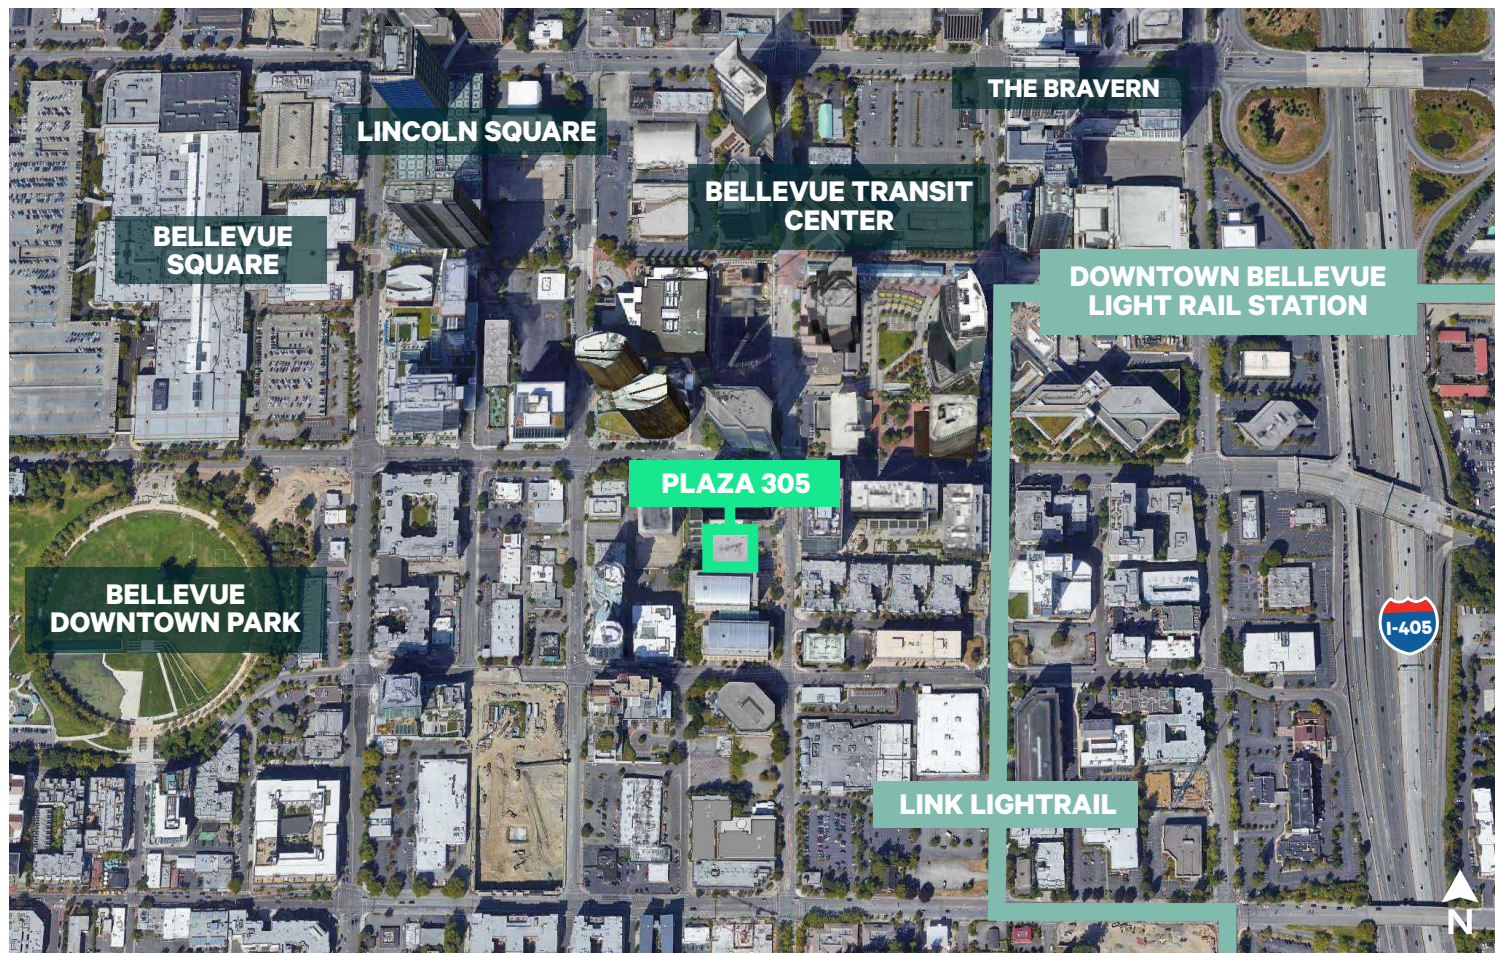 THE BRAVERN
LINCOLN SQUARE
BELLEVUE TRANSIT
CENTER
BELLEVUE
SQUARE
DOWNTOWN BELLEVUE
LIGHT RAIL STATION
PLAZA 305
BELLEVUE
DOWNTOWN PARK
I-405
LINK LIGHTRAIL
N